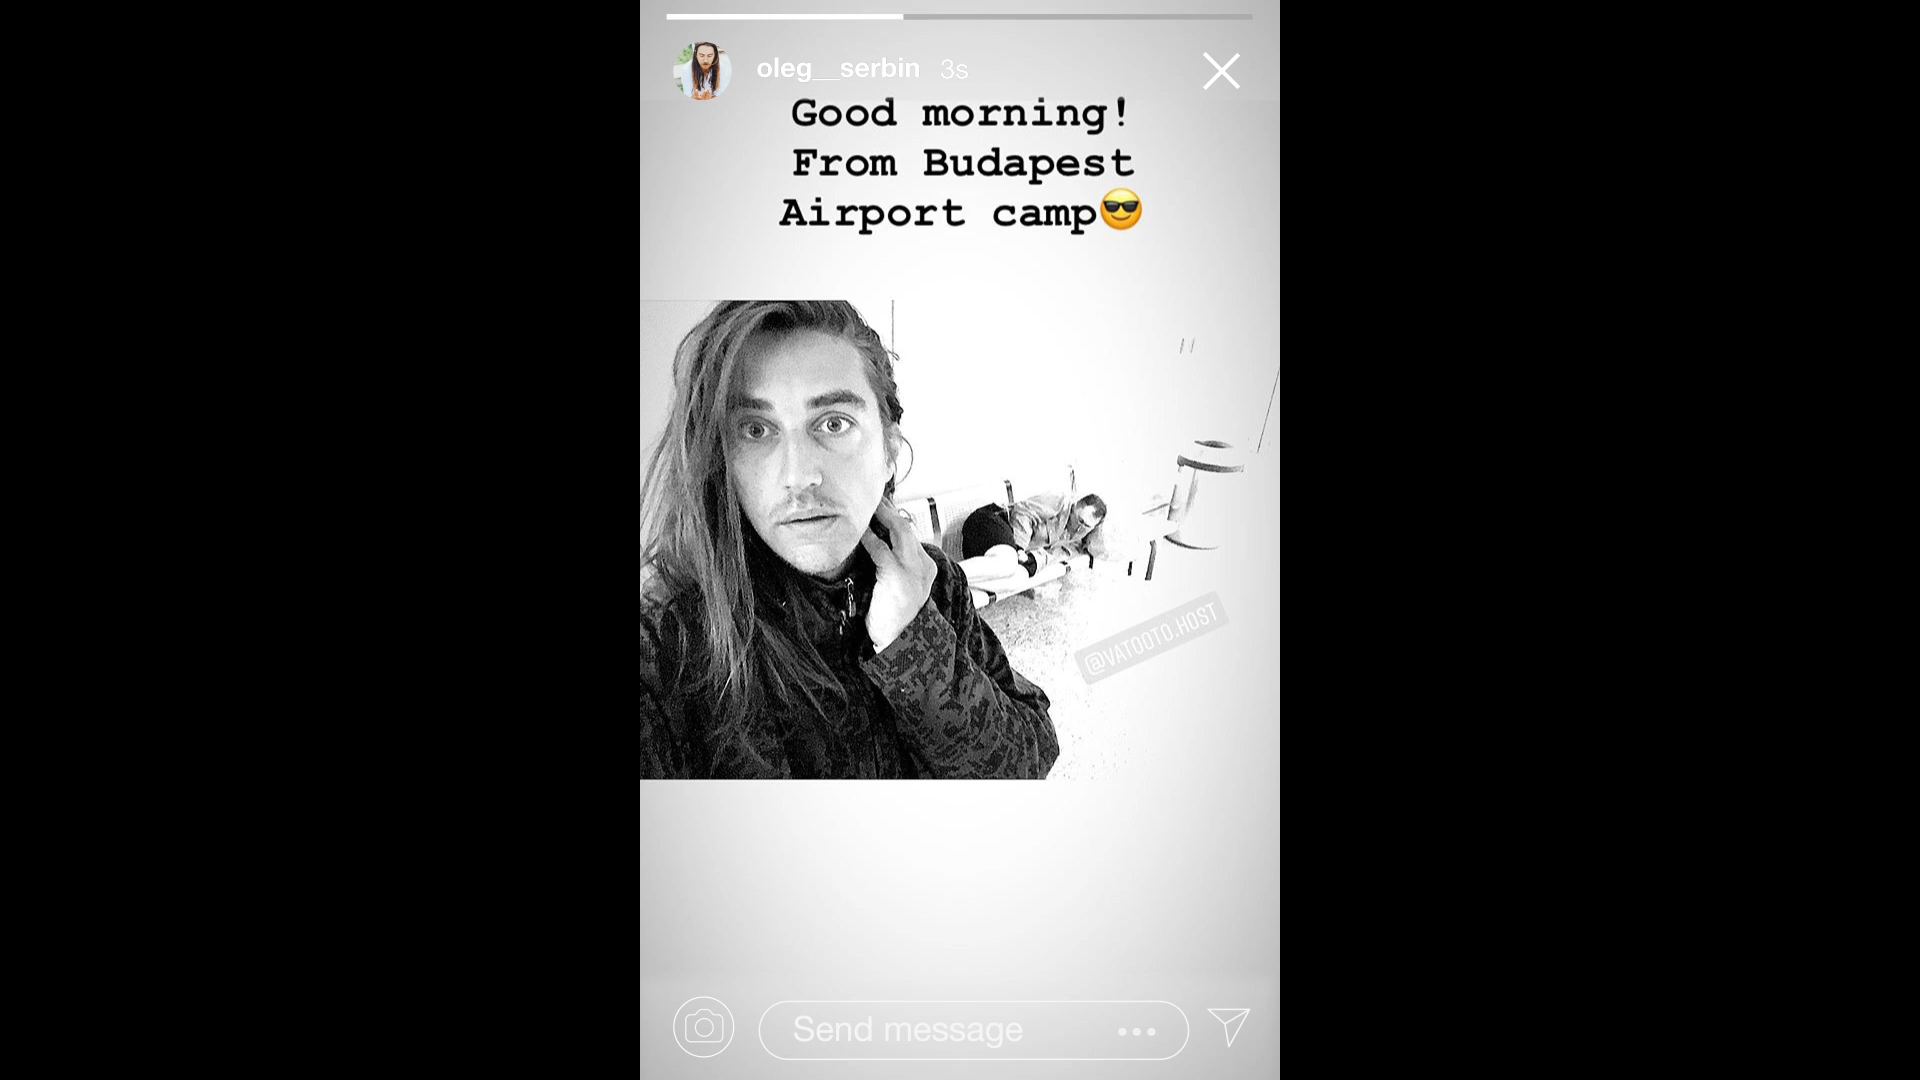 oleg__serbin 3s
Good morning!
From Budapest
Airport camp😎
@VATOOTO.HOST
Send message